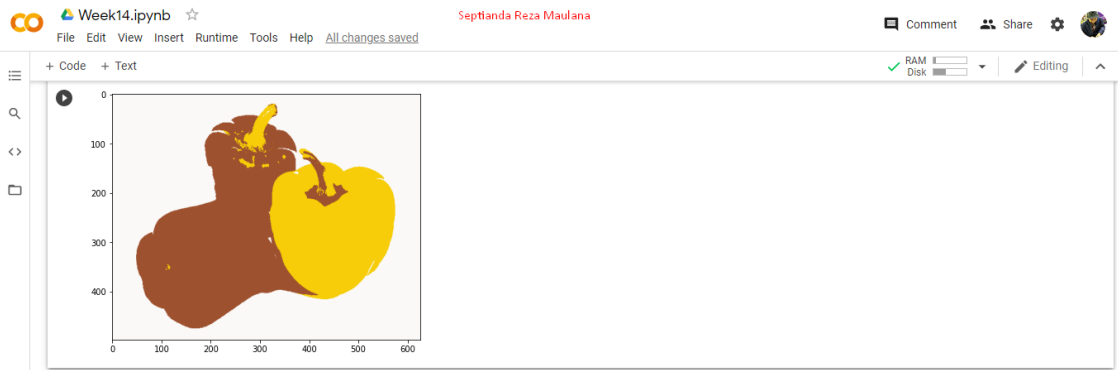 Week14.ipynb
Septianda Reza Maulana
Comment
Share
File Edit View Insert Runtime Tools Help All changes saved
+ Code + Text
RAM
Disk
Editing
0
100
200
300
400
0 100 200 300 400 500 600